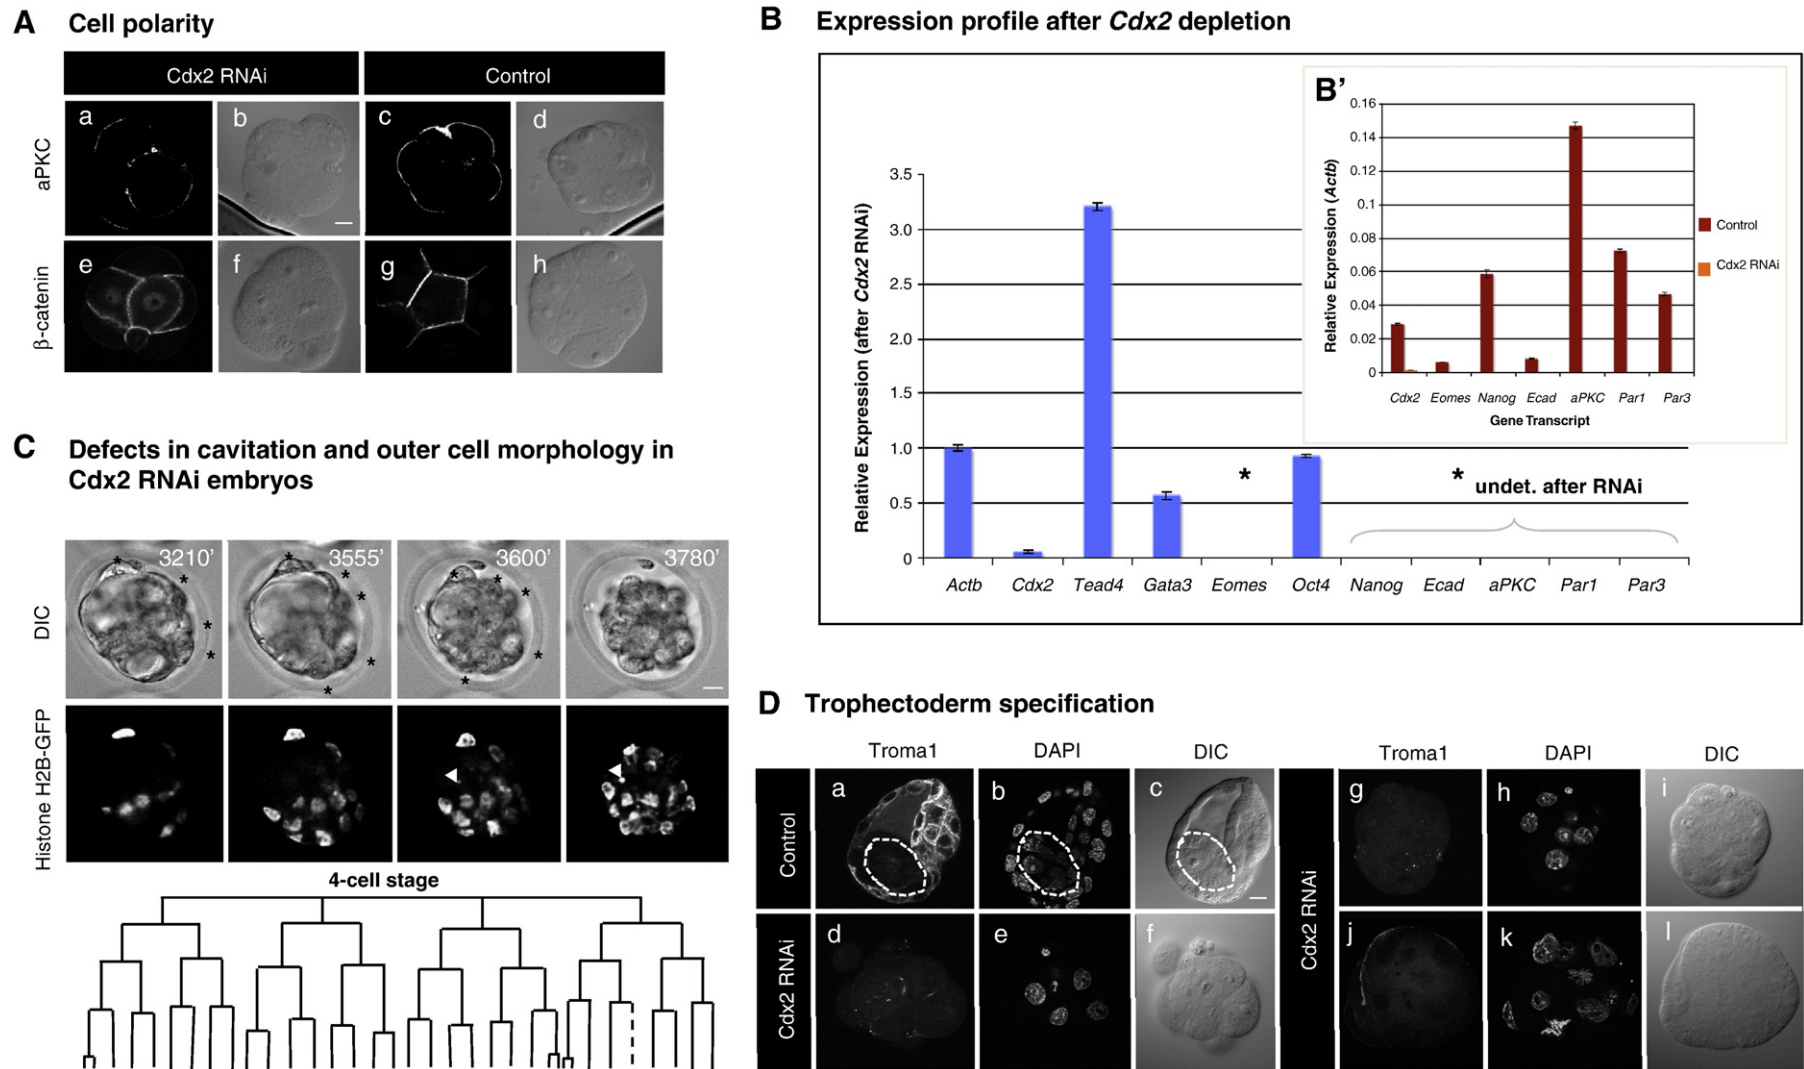 A Cell polarity
Cdx2 RNAi Control
aPKC
a b c d
β-catenin
e f g h
B Expression profile after Cdx2 depletion
Relative Expression (after Cdx2 RNAi)
3.5
3.0
2.5
2.0
1.5
1.0
0.5
0
* * undet. after RNAi
Actb Cdx2 Tead4 Gata3 Eomes Oct4 Nanog Ecad aPKC Par1 Par3
B'
Relative Expression (Actb)
0.16
0.14
0.12
0.1
0.08
0.06
0.04
0.02
0
Control
Cdx2 RNAi
Cdx2 Eomes Nanog Ecad aPKC Par1 Par3
Gene Transcript
C Defects in cavitation and outer cell morphology in
Cdx2 RNAi embryos
DIC
3210' 3555' 3600' 3780'
* * * *
* * * * *
* * * * *
Histone H2B-GFP
4-cell stage
D Trophectoderm specification
Troma1 DAPI DIC Troma1 DAPI DIC
Control
a b c
Cdx2 RNAi
d e f
Cdx2 RNAi
g h i
j k l